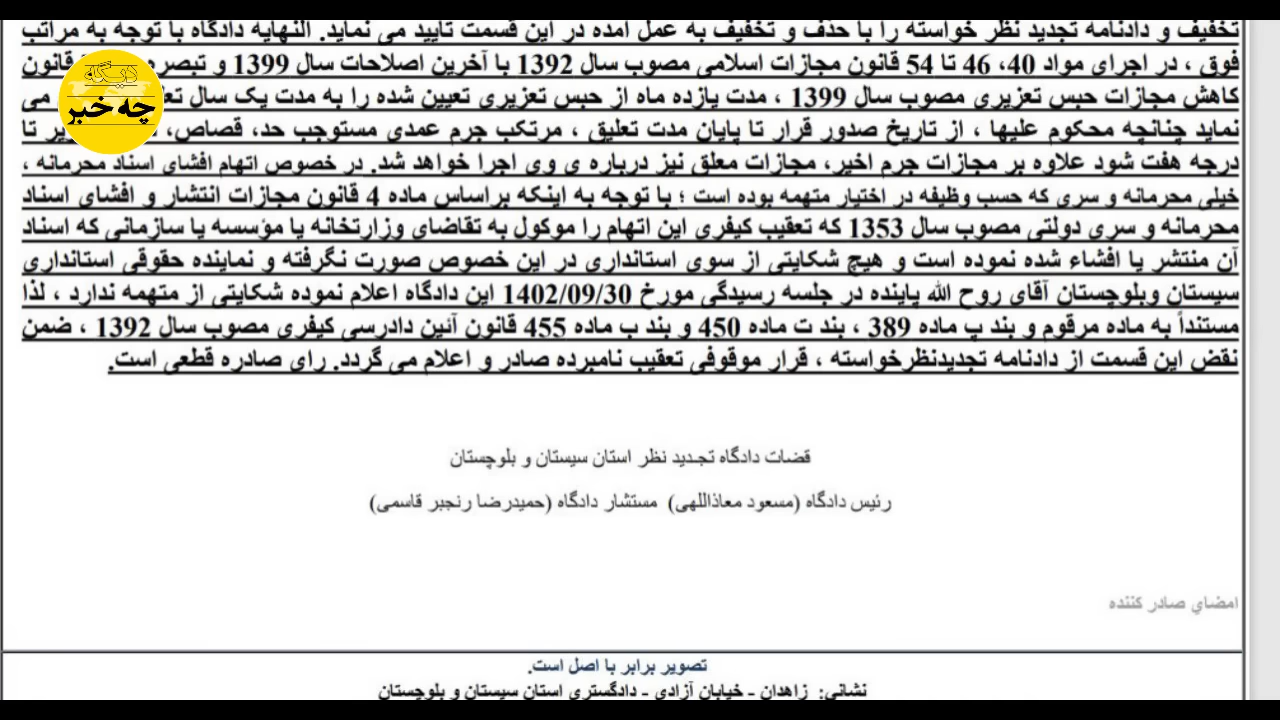 تخفیف و دادنامه تجدید نظر خواسته را با حذف و تخفیف به عمل آمده در این قسمت تایید می نماید. النهایه دادگاه با توجه به مراتب
فوق ، در اجرای مواد 40، 46 تا 54 قانون مجازات اسلامی مصوب سال 1392 با آخرین اصلاحات سال 1399 و تبصره قانون
کاهش مجازات حبس تعزیری مصوب سال 1399 ، مدت یازده ماه از حبس تعزیری تعیین شده را به مدت یک سال می
نماید چنانچه محکوم علیها ، از تاریخ صدور قرار تا پایان مدت تعلیق ، مرتکب جرم عمدی مستوجب حد، قصاص، تا
درجه هفت شود علاوه بر مجازات جرم اخیر، مجازات معلق نیز درباره ی وی اجرا خواهد شد. در خصوص اتهام افشای اسناد محرمانه ،
خیلی محرمانه و سری که حسب وظیفه در اختیار متهمه بوده است ؛ با توجه به اینکه براساس ماده 4 قانون مجازات انتشار و افشای اسناد
محرمانه و سری دولتی مصوب سال 1353 که تعقیب کیفری این اتهام را موکول به تقاضای وزارتخانه یا مؤسسه یا سازمانی که اسناد
آن منتشر یا افشاء شده نموده است و هیچ شکایتی از سوی استانداری در این خصوص صورت نگرفته و نماینده حقوقی استانداری
سیستان وبلوچستان آقای روح الله پاینده در جلسه رسیدگی مورخ 1402/09/30 این دادگاه اعلام نموده شکایتی از متهمه ندارد ، لذا
مستنداً به ماده مرقوم و بند پ ماده 389 ، بند ت ماده 450 و بند ب ماده 455 قانون آئین دادرسی کیفری مصوب سال 1392 ، ضمن
نقض این قسمت از دادنامه تجدیدنظرخواسته ، قرار موقوفی تعقیب نامبرده صادر و اعلام می گردد. رای صادره قطعی است.
قضات دادگاه تجدید نظر استان سیستان و بلوچستان
رئیس دادگاه (مسعود معاذاللهی) مستشار دادگاه (حمیدرضا رنجبر قاسمی)
امضاي صادر کننده
تصویر برابر با اصل است.
نشانی: زاهدان - خیابان آزادی - دادگستری استان سیستان و بلوچستان
دیگه
چه خبر